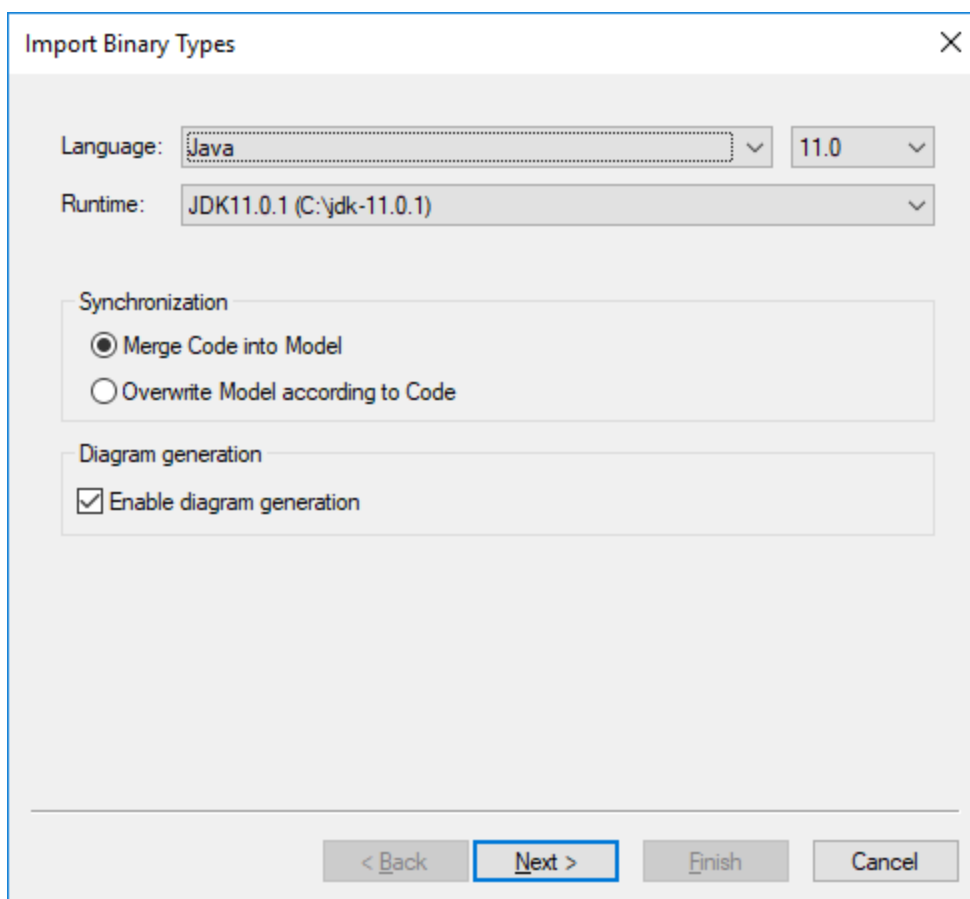 Import Binary Types
Language: Java 11.0
Runtime: JDK11.0.1 (C:\jdk-11.0.1)
Synchronization
Merge Code into Model
Overwrite Model according to Code
Diagram generation
Enable diagram generation
< Back Next > Finish Cancel